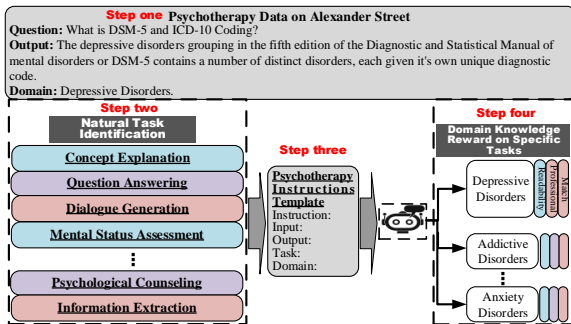 Step one Psychotherapy Data on Alexander Street
Question: What is DSM-5 and ICD-10 Coding?
Output: The depressive disorders grouping in the fifth edition of the Diagnostic and Statistical Manual of
mental disorders or DSM-5 contains a number of distinct disorders, each given it's own unique diagnostic
code.
Domain: Depressive Disorders.
Step two
Natural Task
Identification
Concept Explanation
Question Answering
Dialogue Generation
Mental Status Assessment
Psychological Counseling
Information Extraction
Step three
Psychotherapy
Instructions
Template
Instruction:
Input:
Output:
Task:
Domain:
Step four
Domain Knowledge
Reward on Specific
Tasks
Depressive
Disorders
Readability
Professional
Match
Addictive
Disorders
Anxiety
Disorders